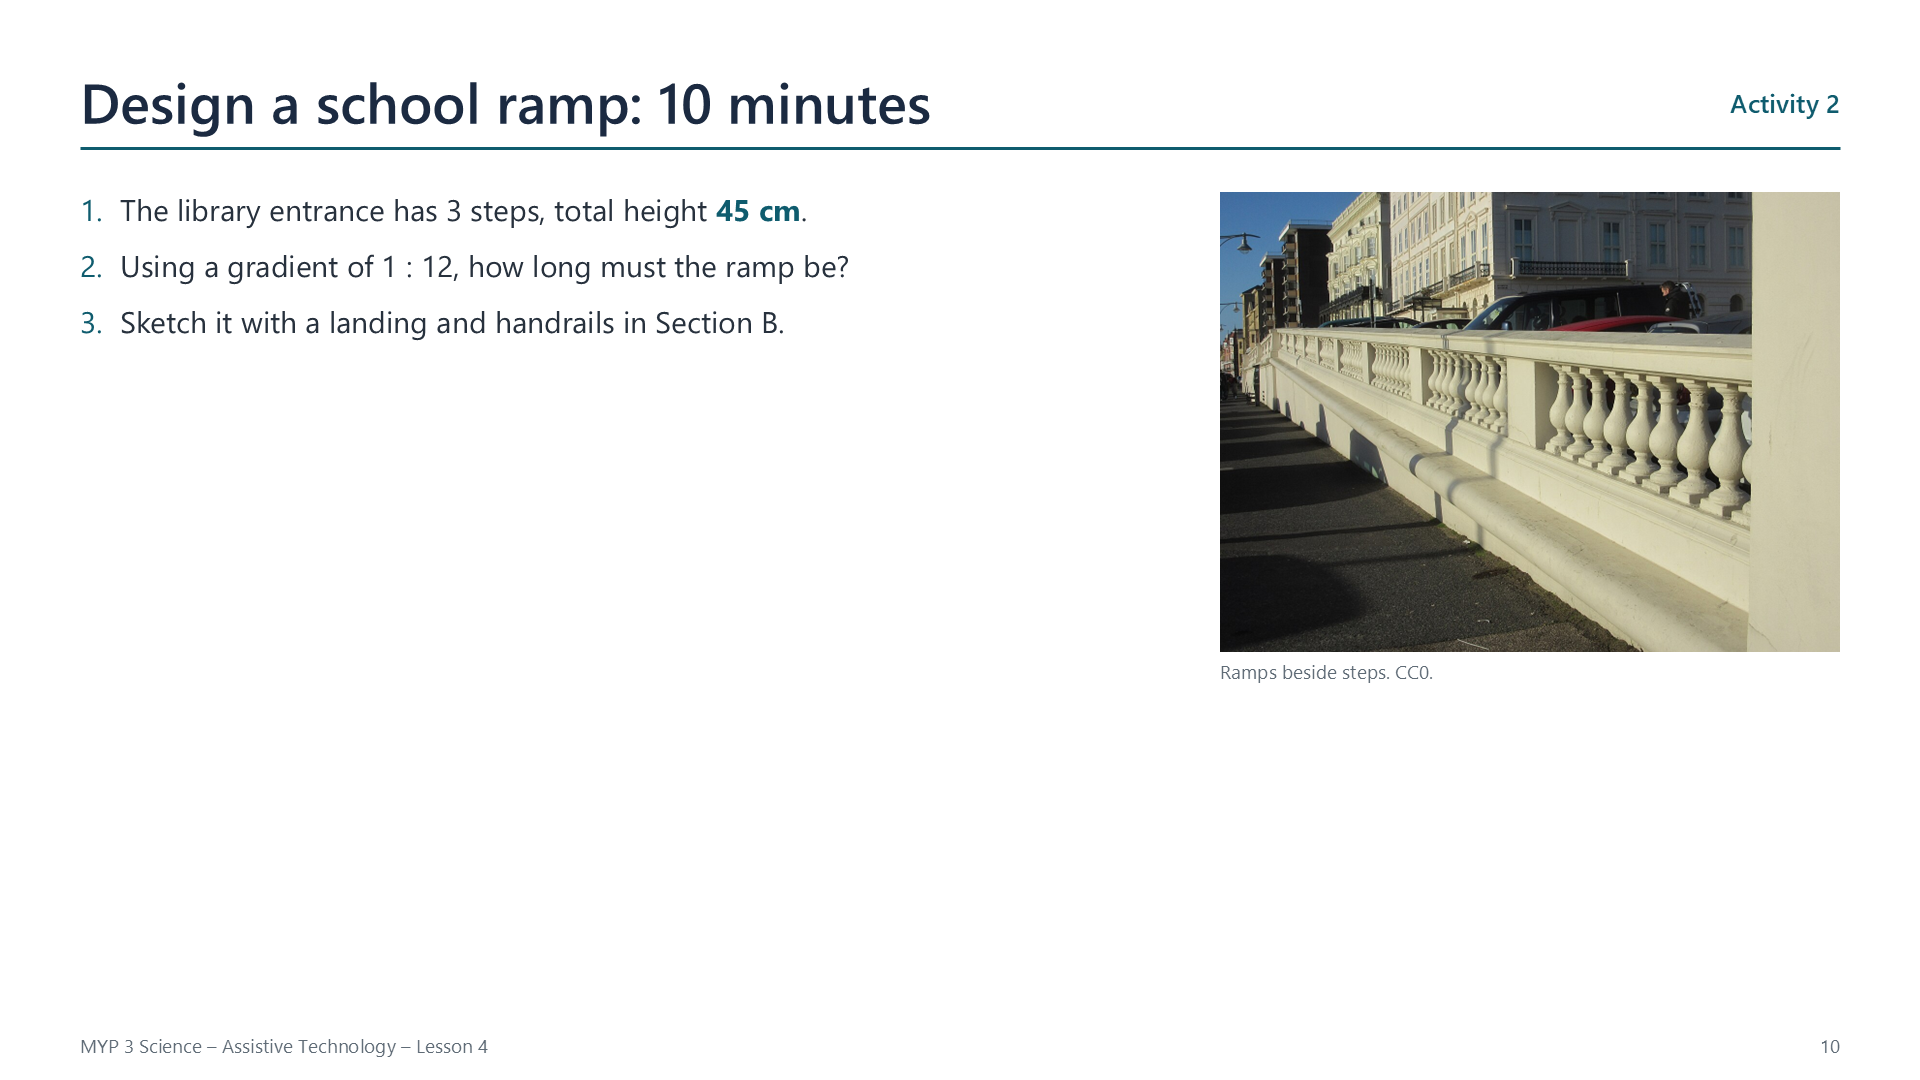 Design a school ramp: 10 minutes
Activity 2
1. The library entrance has 3 steps, total height 45 cm.
2. Using a gradient of 1 : 12, how long must the ramp be?
3. Sketch it with a landing and handrails in Section B.
Ramps beside steps. CC0.
MYP 3 Science – Assistive Technology – Lesson 4
10